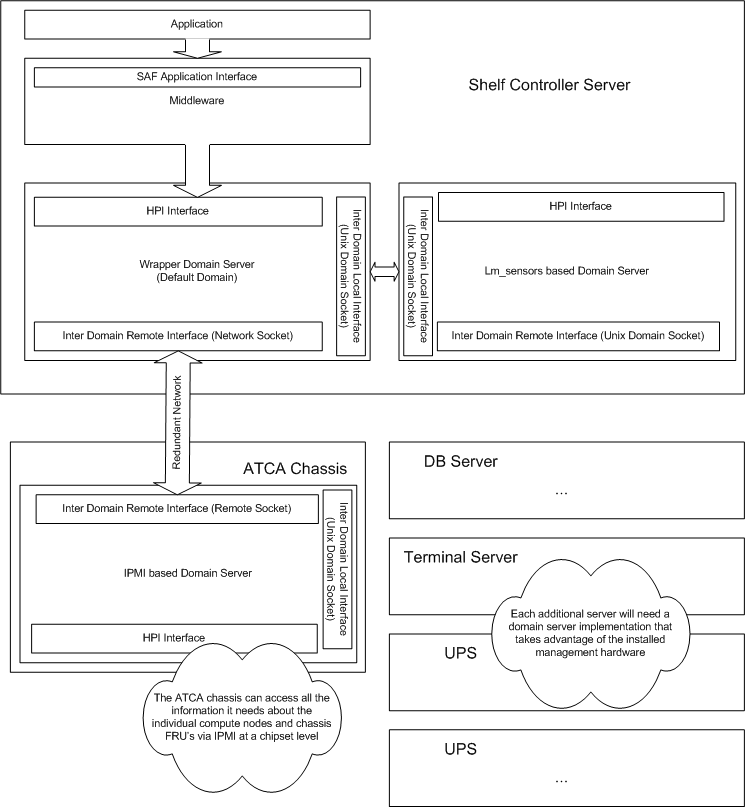 Application
SAF Application Interface
Middleware
Shelf Controller Server
HPI Interface
Wrapper Domain Server
(Default Domain)
Inter Domain Remote Interface (Network Socket)
Inter Domain Local Interface
(Unix Domain Socket)
Inter Domain Local Interface
(Unix Domain Socket)
HPI Interface
Lm_sensors based Domain Server
Inter Domain Remote Interface (Unix Domain Socket)
Redundant Network
ATCA Chassis
Inter Domain Remote Interface (Remote Socket)
IPMI based Domain Server
HPI Interface
Inter Domain Local Interface
(Unix Domain Socket)
The ATCA chassis can access all the
information it needs about the
individual compute nodes and chassis
FRU's via IPMI at a chipset level
DB Server
...
Terminal Server
Each additional server will need a
domain server implementation that
takes advantage of the installed
management hardware
UPS
UPS
...